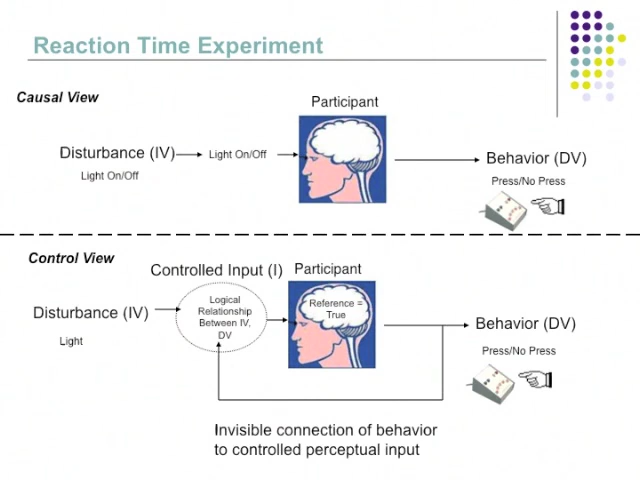 Reaction Time Experiment
Causal View
Participant
Disturbance (IV)
Light On/Off
Light On/Off
Behavior (DV)
Press/No Press
Control View
Controlled Input (I)
Participant
Disturbance (IV)
Light
Logical
Relationship
Between IV,
DV
Reference =
True
Behavior (DV)
Press/No Press
Invisible connection of behavior
to controlled perceptual input